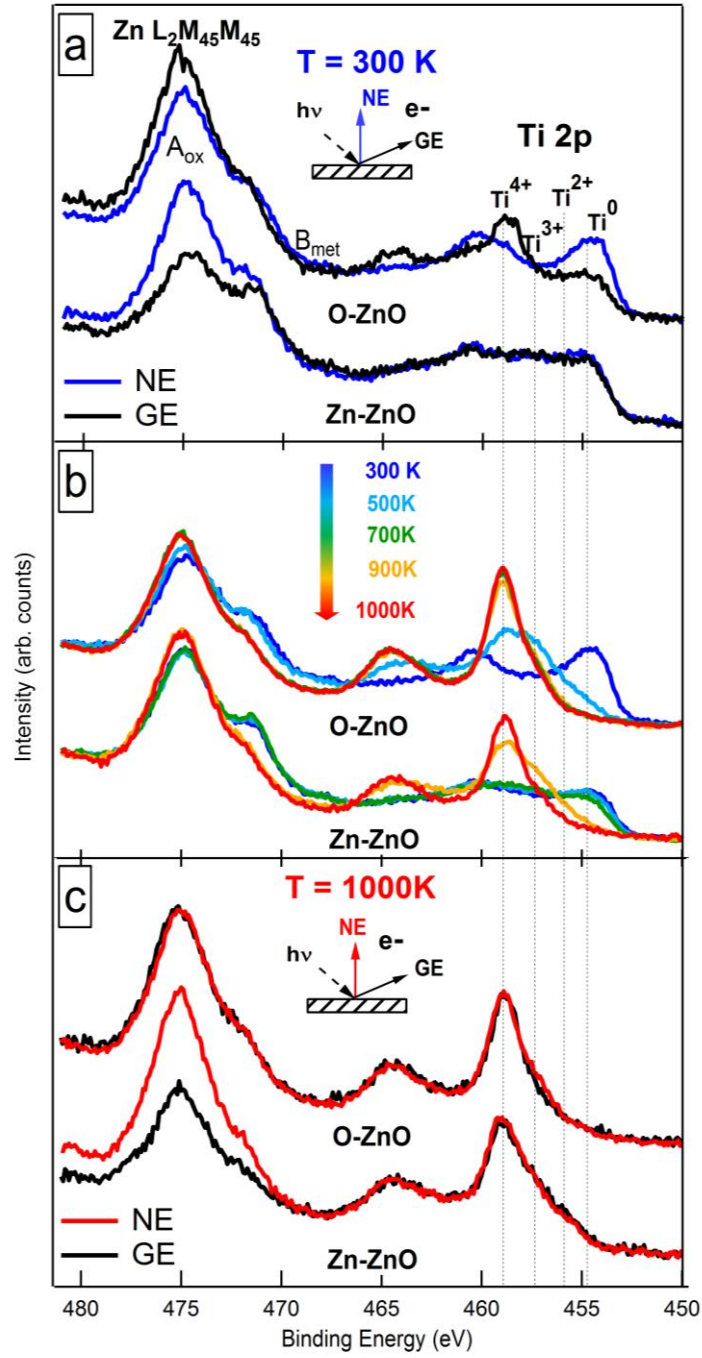 a
Zn L₂M₄₅M₄₅
T = 300 K
NE
e-
hν
GE
Ti 2p
A_ox
Ti⁴⁺
Ti²⁺
Ti³⁺
Ti⁰
B_met
O-ZnO
NE
GE
Zn-ZnO
b
300 K
500K
700K
900K
1000K
O-ZnO
Zn-ZnO
Intensity (arb. counts)
c
T = 1000K
NE
e-
hν
GE
O-ZnO
NE
GE
Zn-ZnO
480 475 470 465 460 455 450
Binding Energy (eV)